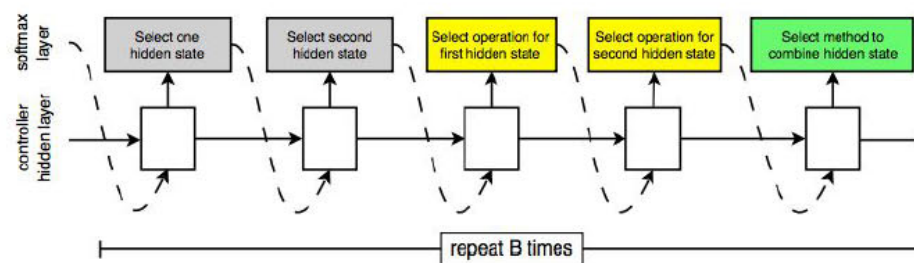 softmax
layer
controller
hidden layer
Select one
hidden state
Select second
hidden state
Select operation for
first hidden state
Select operation for
second hidden state
Select method to
combine hidden state
repeat B times